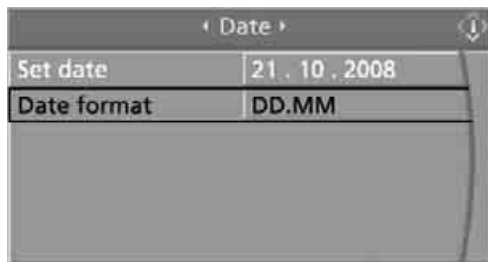 Date
Set date 21 . 10 . 2008
Date format DD.MM